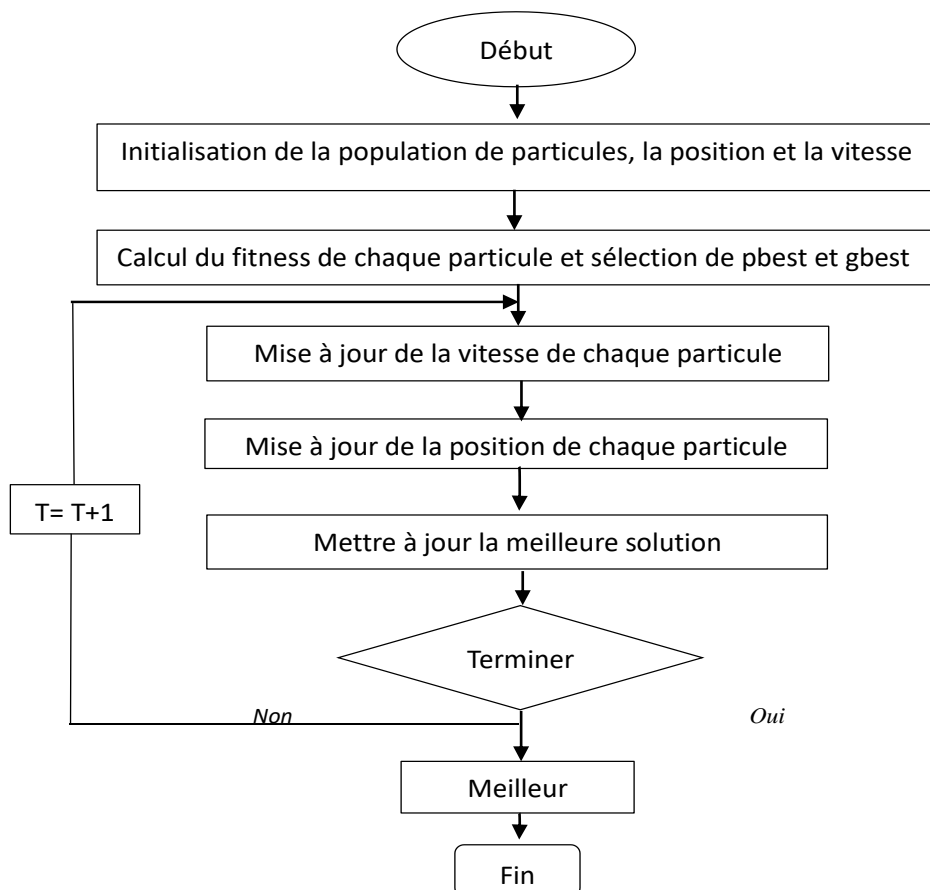 Début
Initialisation de la population de particules, la position et la vitesse
Calcul du fitness de chaque particule et sélection de pbest et gbest
Mise à jour de la vitesse de chaque particule
Mise à jour de la position de chaque particule
T= T+1
Mettre à jour la meilleure solution
Terminer
Non
Oui
Meilleur
Fin